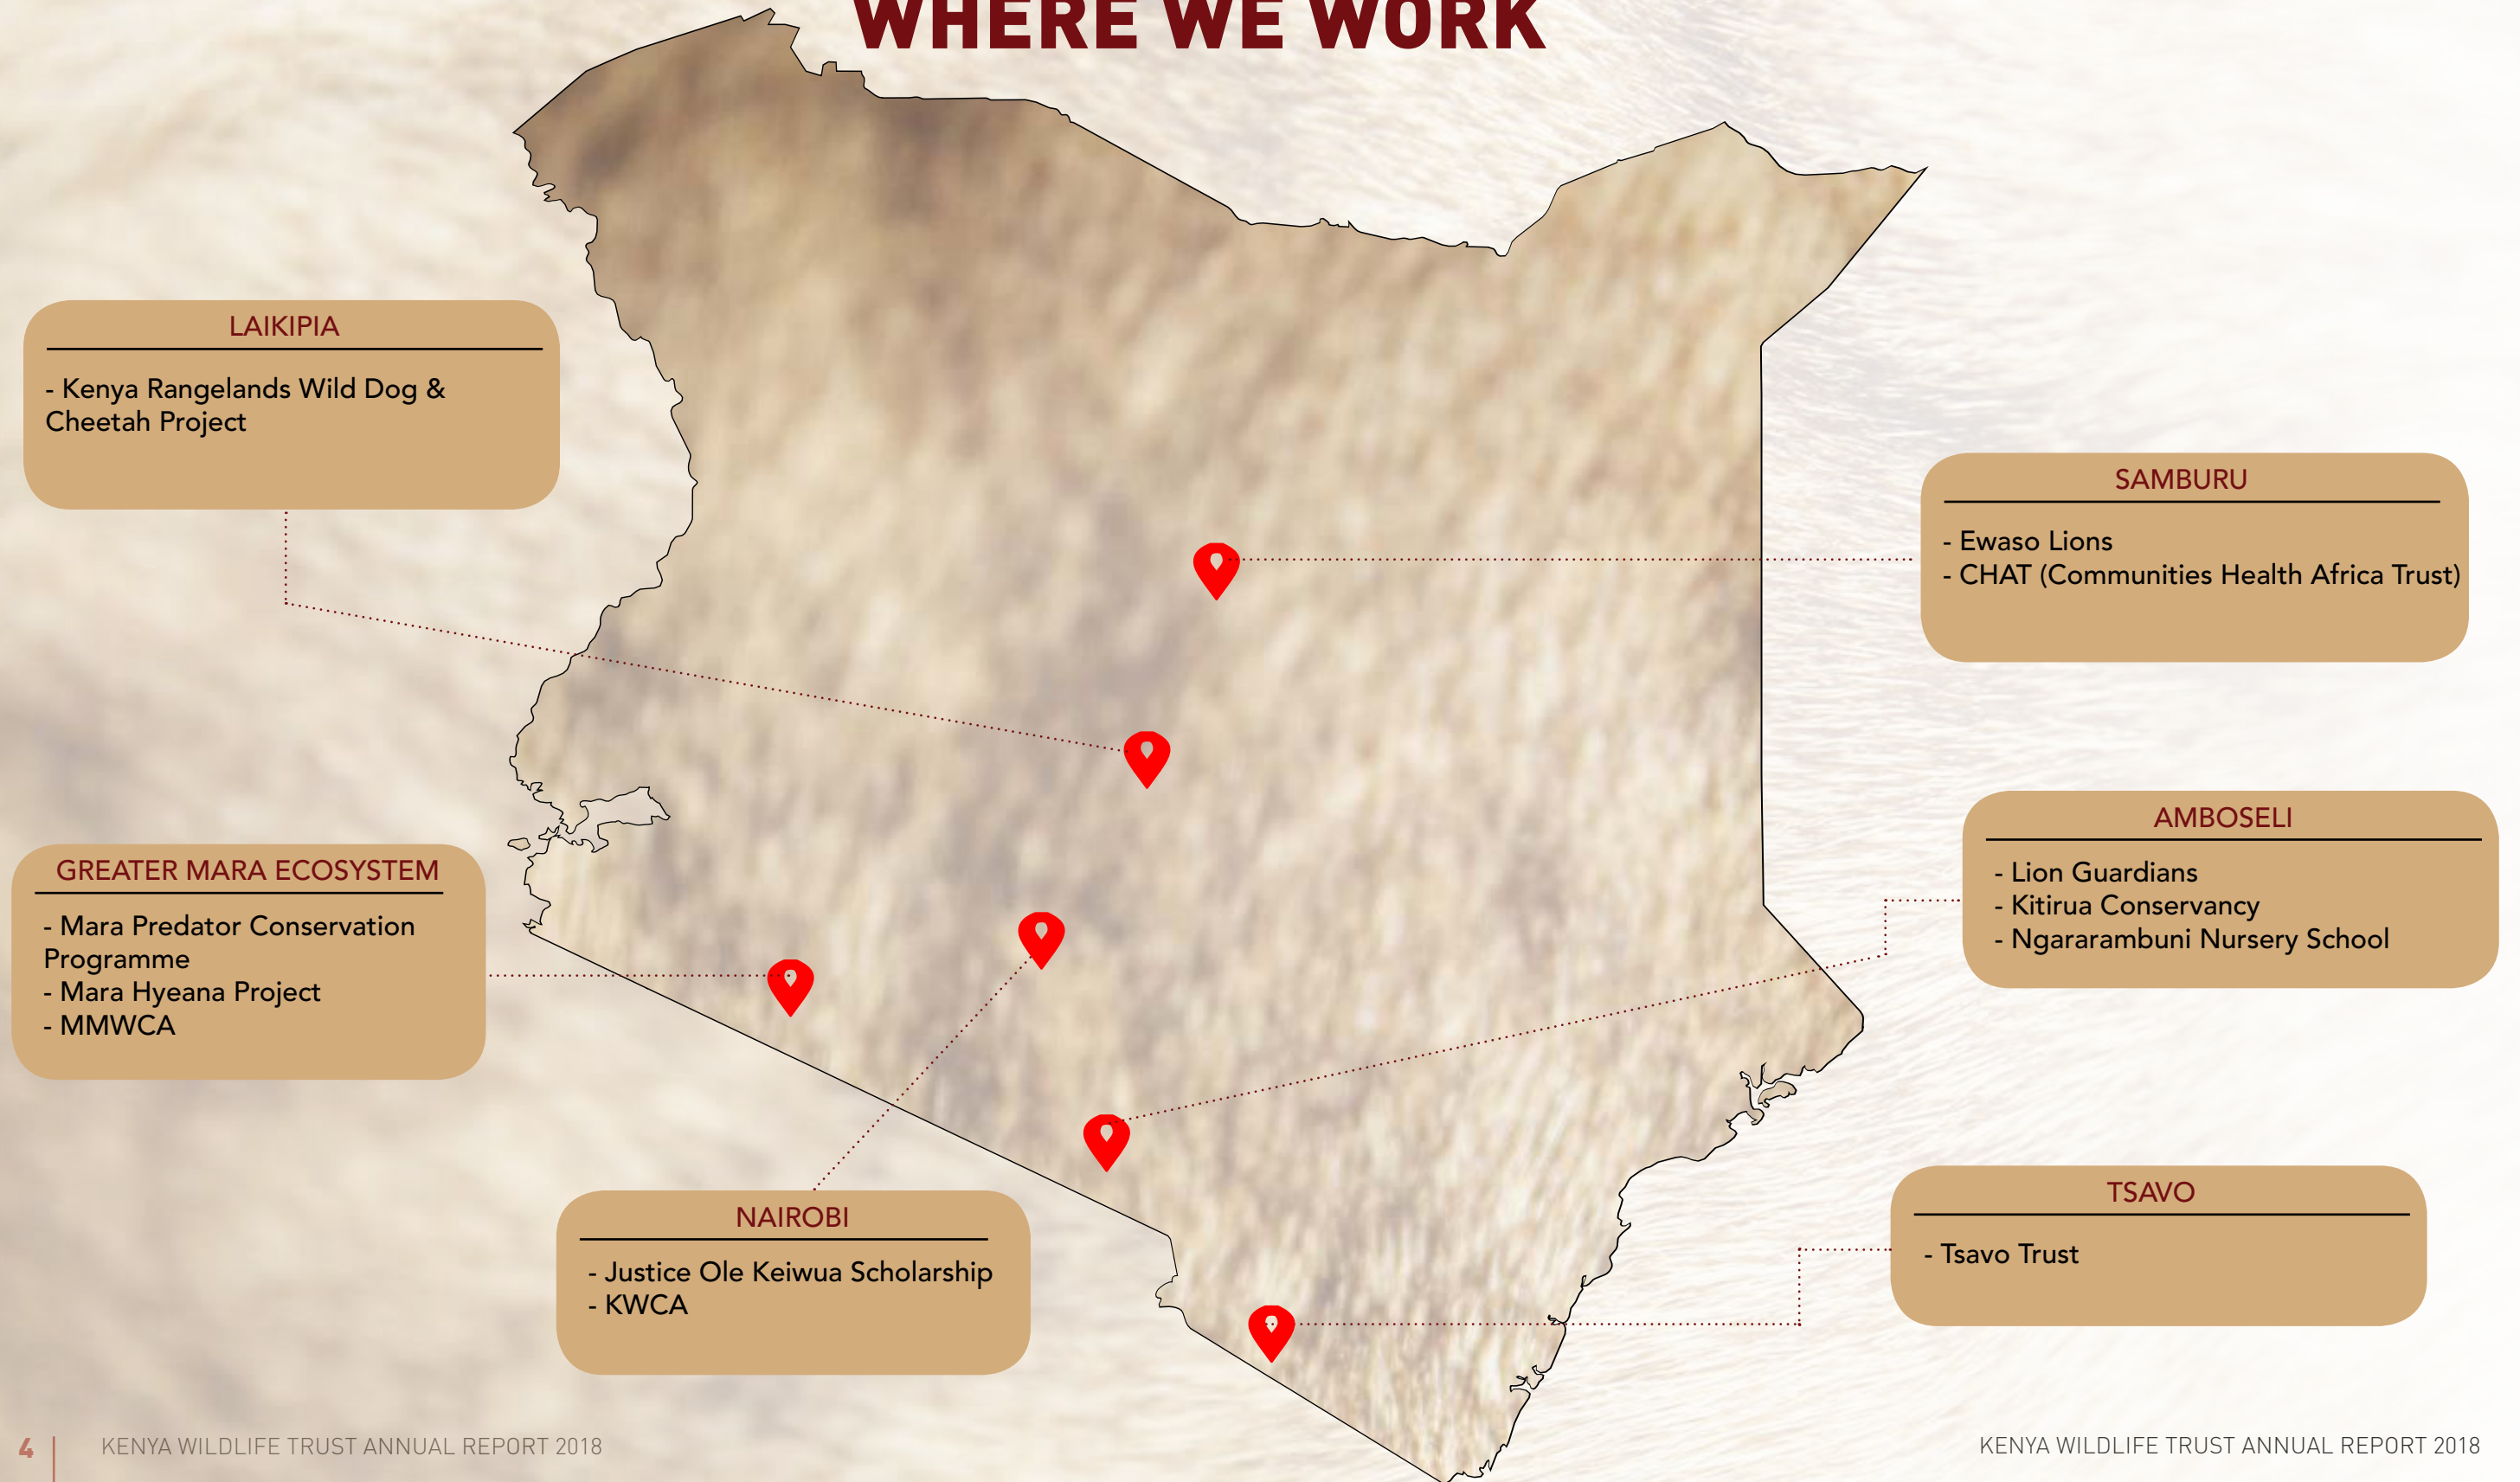 WHERE WE WORK
LAIKIPIA
- Kenya Rangelands Wild Dog &
Cheetah Project
SAMBURU
- Ewaso Lions
- CHAT (Communities Health Africa Trust)
GREATER MARA ECOSYSTEM
- Mara Predator Conservation
Programme
- Mara Hyeana Project
- MMWCA
AMBOSELI
- Lion Guardians
- Kitirua Conservancy
- Ngararambuni Nursery School
NAIROBI
- Justice Ole Keiwua Scholarship
- KWCA
TSAVO
- Tsavo Trust
4
KENYA WILDLIFE TRUST ANNUAL REPORT 2018
KENYA WILDLIFE TRUST ANNUAL REPORT 2018